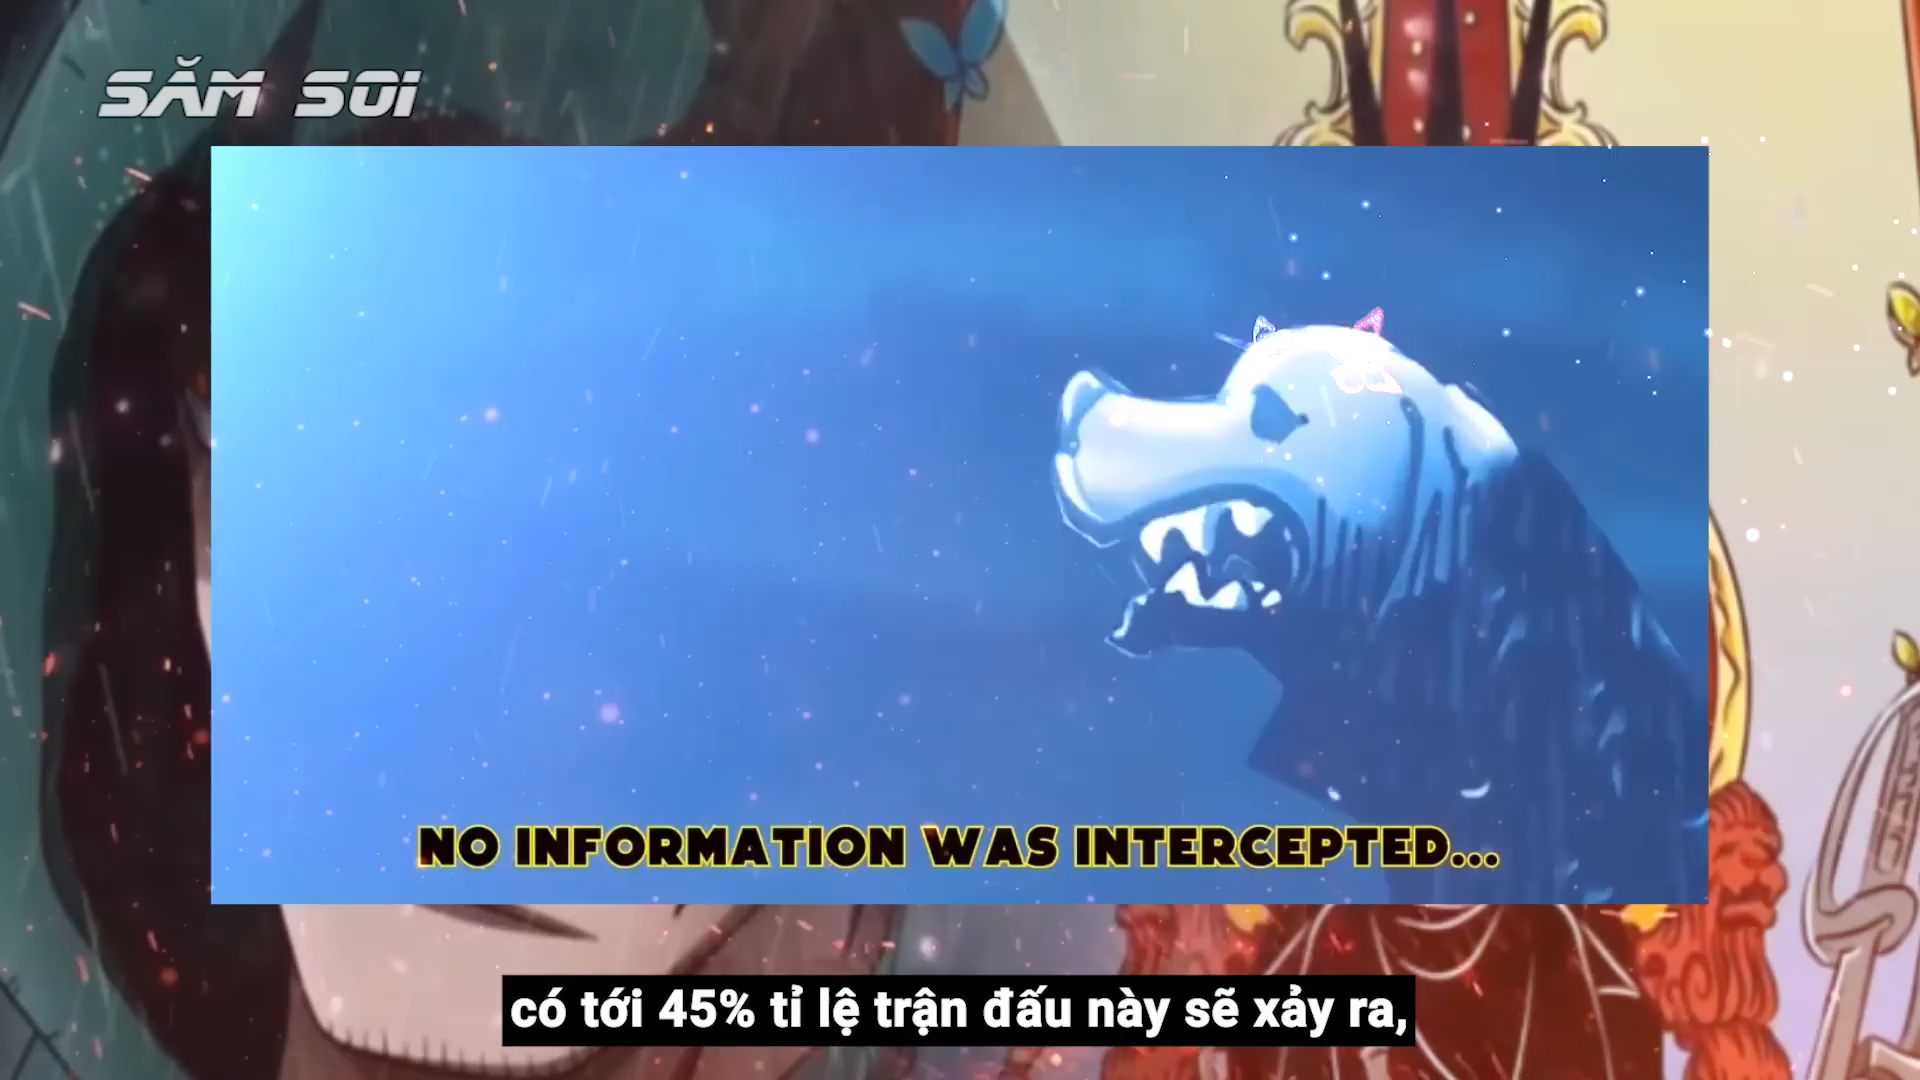 SĂM SOI
NO INFORMATION WAS INTERCEPTED...
có tới 45% tỉ lệ trận đấu này sẽ xảy ra,